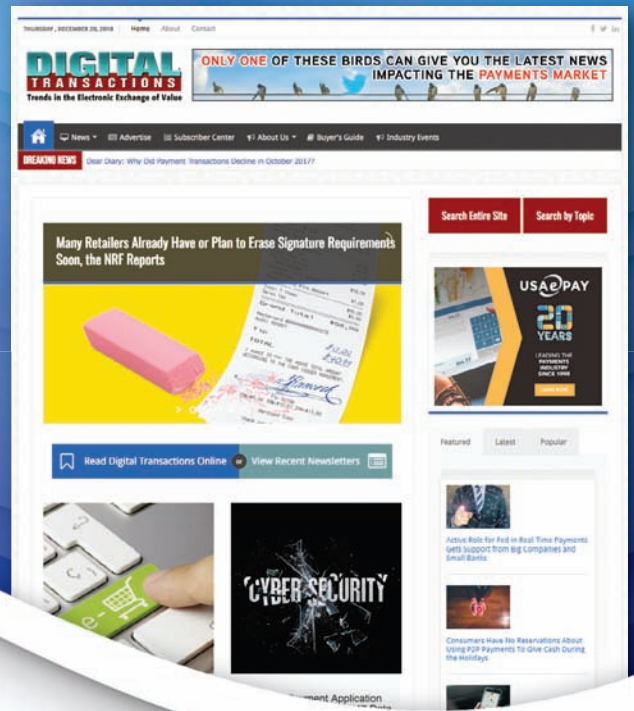 THURSDAY, DECEMBER 20, 2018
Home About Contact
DIGITAL
TRANSACTIONS
Trends in the Electronic Exchange of Value
ONLY ONE OF THESE BIRDS CAN GIVE YOU THE LATEST NEWS
IMPACTING THE PAYMENTS MARKET
News Advertise Subscriber Center About Us Buyer's Guide Industry Events
BREAKING NEWS Dear Diary: Why Did Payment Transactions Decline in October 2017?
Many Retailers Already Have or Plan to Erase Signature Requirements
Soon, the NRF Reports
TOTAL
Read Digital Transactions Online or View Recent Newsletters
e-
CYBER SECURITY
Payment Application
Search Entire Site Search by Topic
USAePAY
20
YEARS
LEADING THE
PAYMENTS
INDUSTRY
SINCE 1998
Featured Latest Popular
Active Role for Fed in Real Time Payments
Gets Support from Big Companies and
Small Banks
Consumers Have No Reservations About
Using P2P Payments To Give Cash During
the Holidays